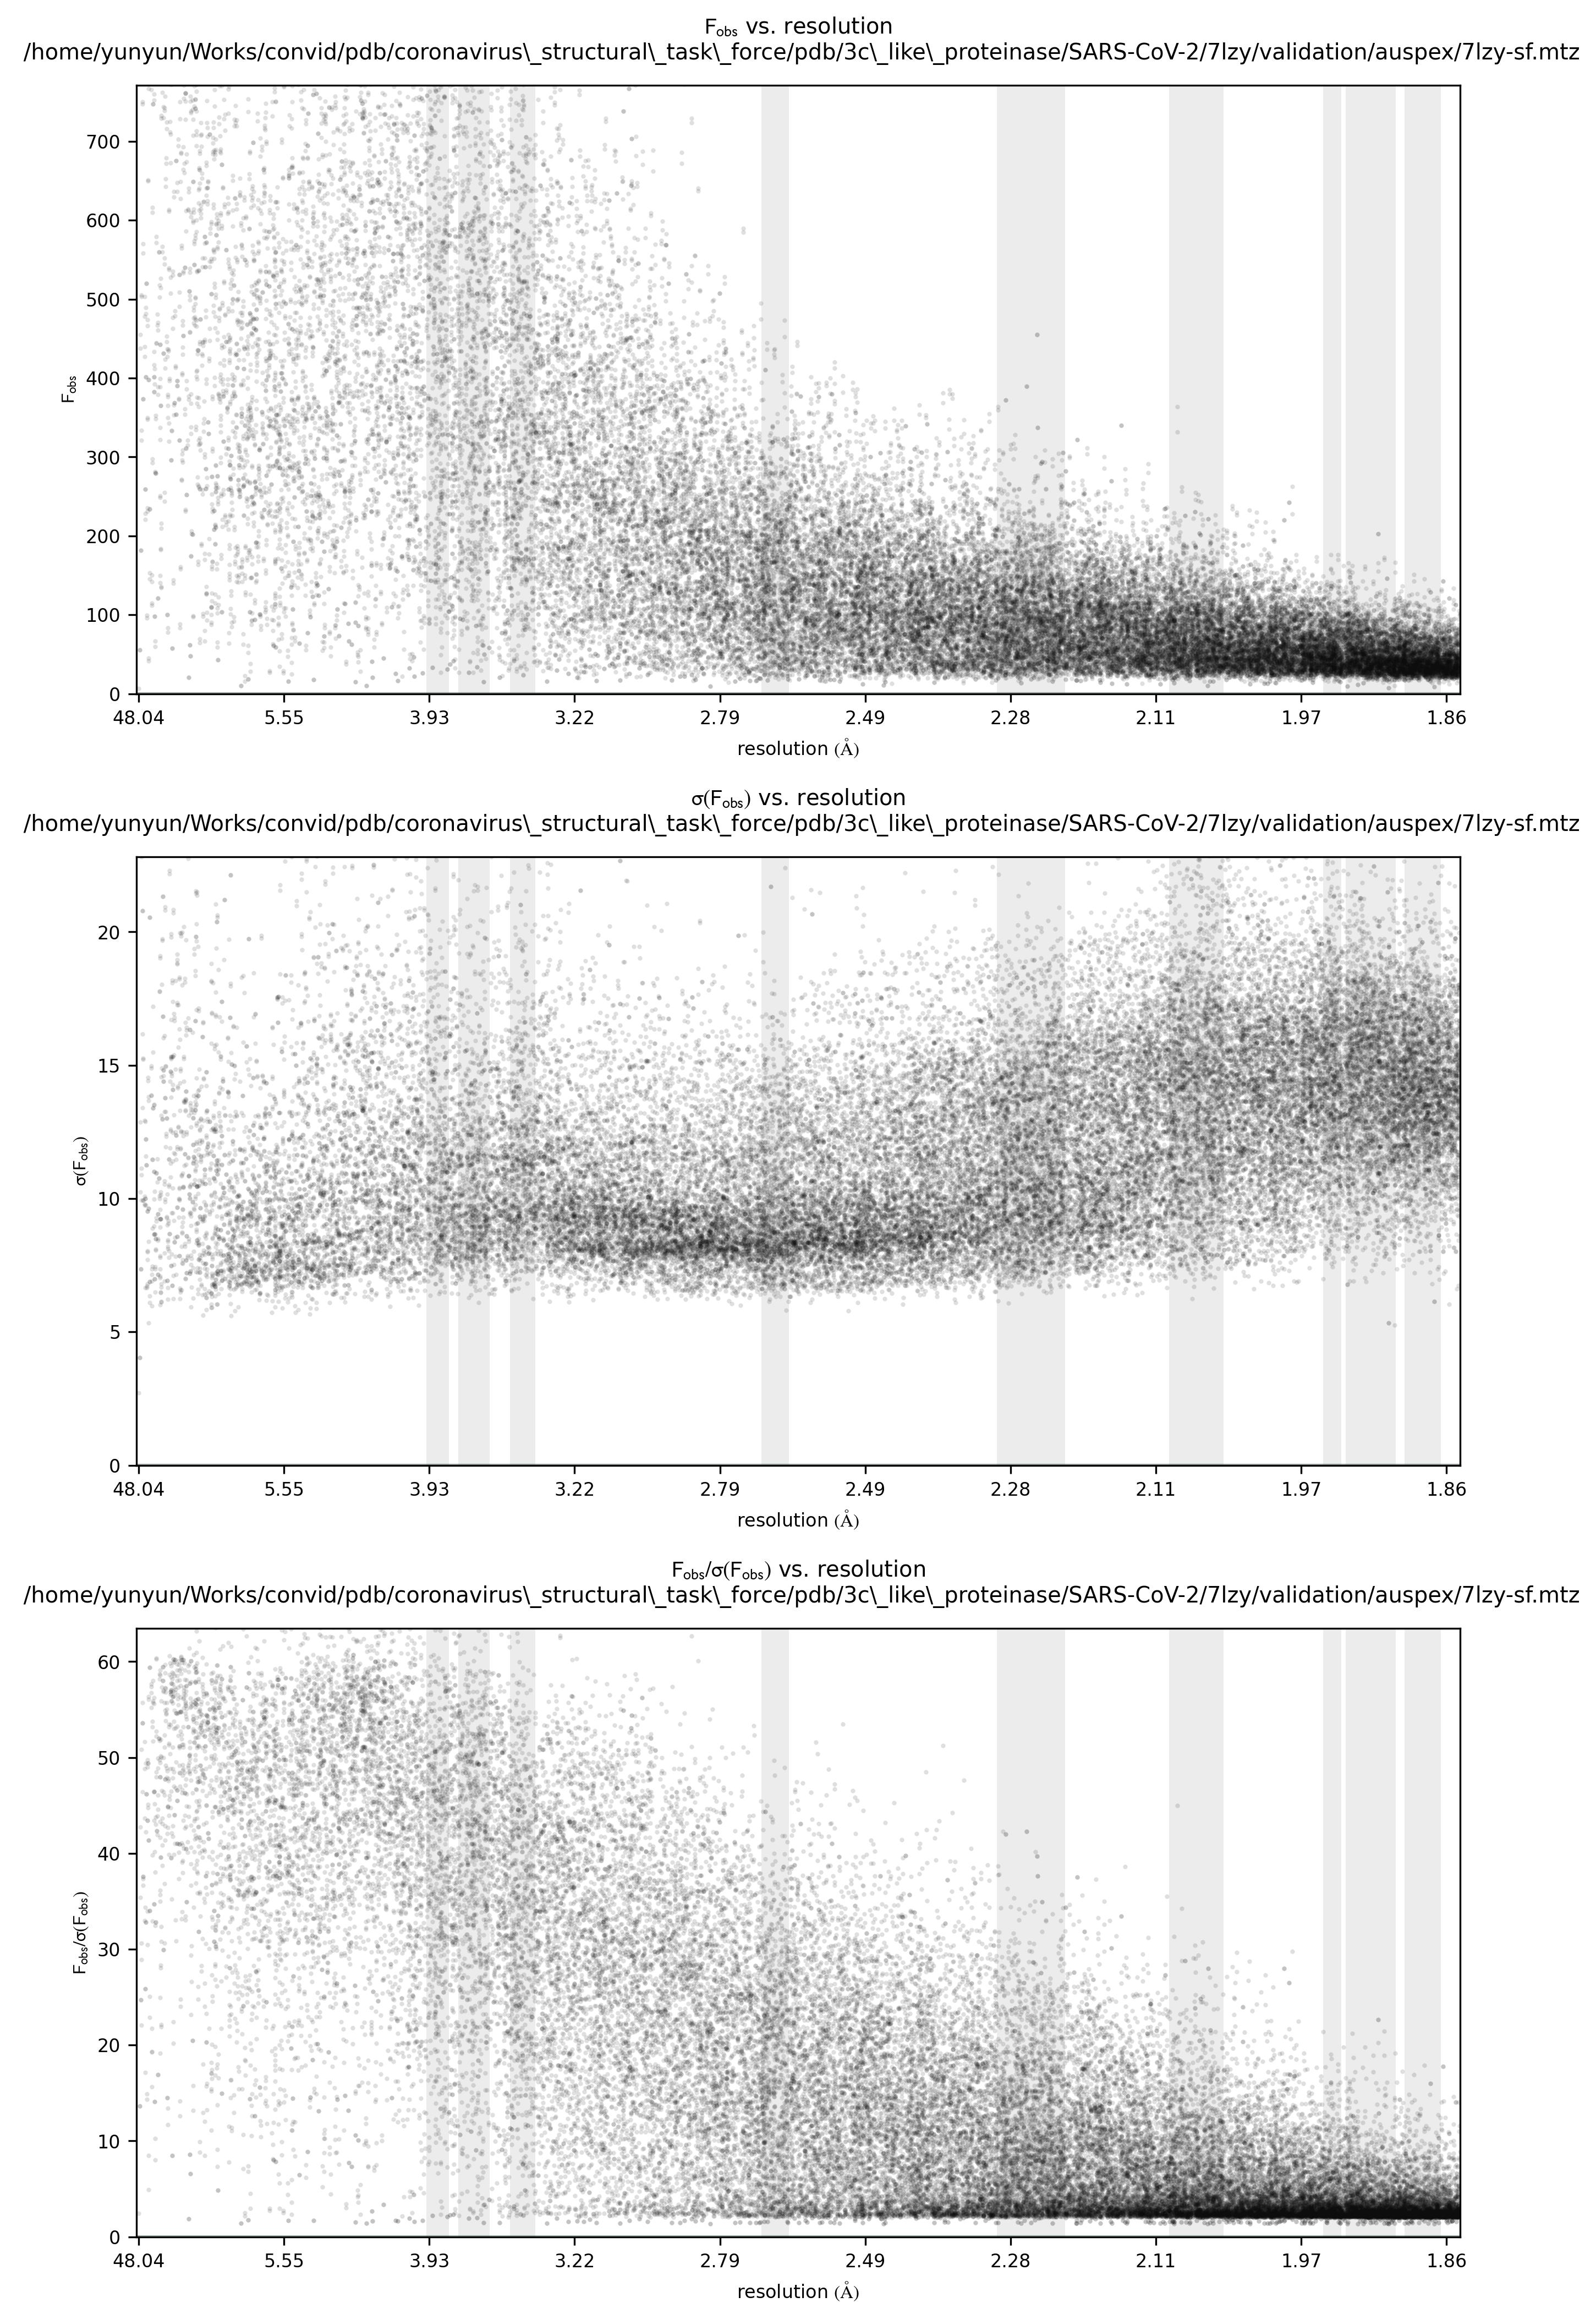 Fobs vs. resolution
/home/yunyun/Works/convid/pdb/coronavirus\_structural\_task\_force/pdb/3c\_like\_proteinase/SARS-CoV-2/7lzy/validation/auspex/7lzy-sf.mtz
700
600
500
400
300
200
100
0
Fobs
48.04 5.55 3.93 3.22 2.79 2.49 2.28 2.11 1.97 1.86
resolution (Å)
σ(Fobs) vs. resolution
/home/yunyun/Works/convid/pdb/coronavirus\_structural\_task\_force/pdb/3c\_like\_proteinase/SARS-CoV-2/7lzy/validation/auspex/7lzy-sf.mtz
20
15
10
5
0
σ(Fobs)
48.04 5.55 3.93 3.22 2.79 2.49 2.28 2.11 1.97 1.86
resolution (Å)
Fobs/σ(Fobs) vs. resolution
/home/yunyun/Works/convid/pdb/coronavirus\_structural\_task\_force/pdb/3c\_like\_proteinase/SARS-CoV-2/7lzy/validation/auspex/7lzy-sf.mtz
60
50
40
30
20
10
0
Fobs/σ(Fobs)
48.04 5.55 3.93 3.22 2.79 2.49 2.28 2.11 1.97 1.86
resolution (Å)